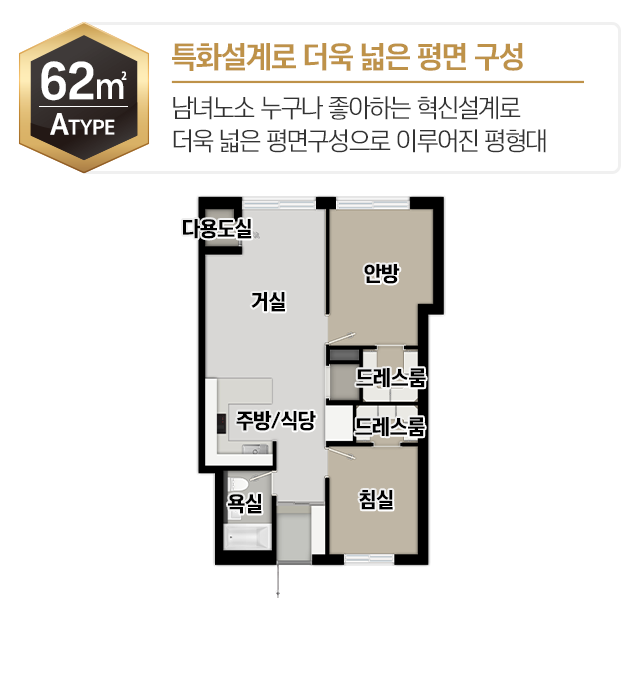 62㎡
ATYPE
특화설계로 더욱 넓은 평면 구성
남녀노소 누구나 좋아하는 혁신설계로
더욱 넓은 평면구성으로 이루어진 평형대
다용도실
안방
거실
드레스룸
주방/식당
드레스룸
욕실
침실